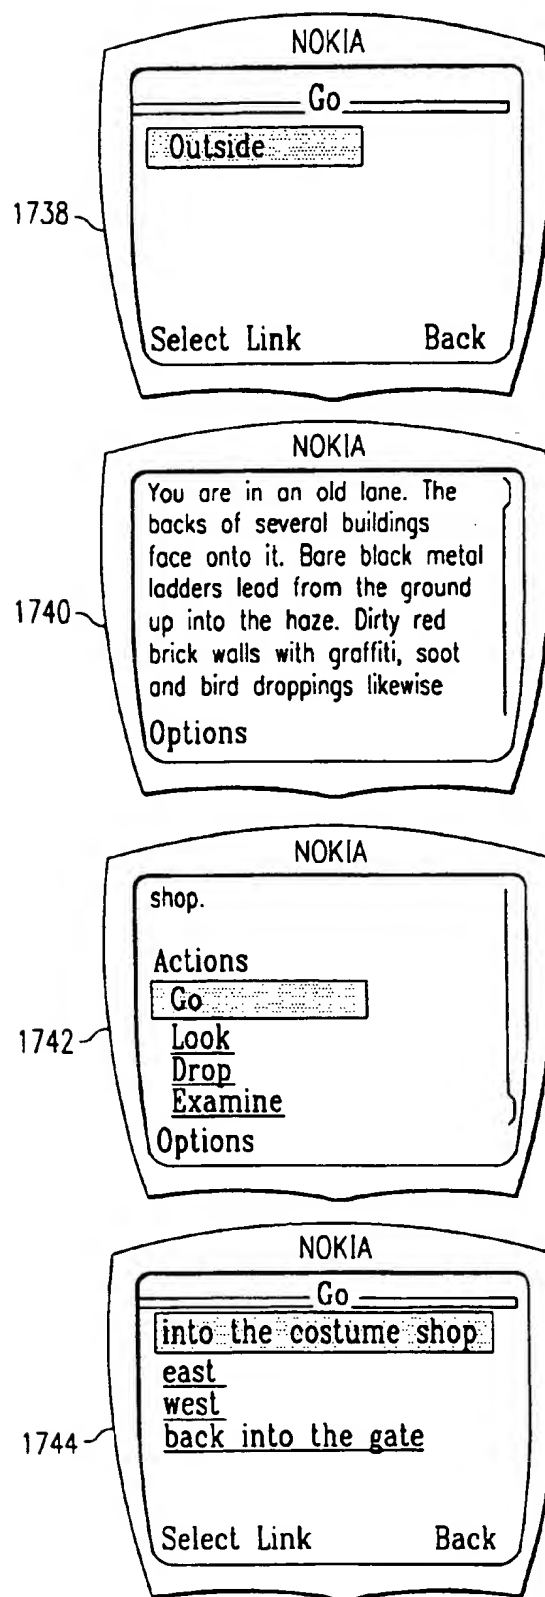 NOKIA
Go
Outside
1738
Select Link Back
NOKIA
You are in an old lane. The
backs of several buildings
face onto it. Bare black metal
ladders lead from the ground
1740
up into the haze. Dirty red
brick walls with graffiti, soot
and bird droppings likewise
Options
NOKIA
shop.
Actions
Go
1742
Look
Drop
Examine
Options
NOKIA
Go
into the costume shop
east
west
1744
back into the gate
Select Link Back